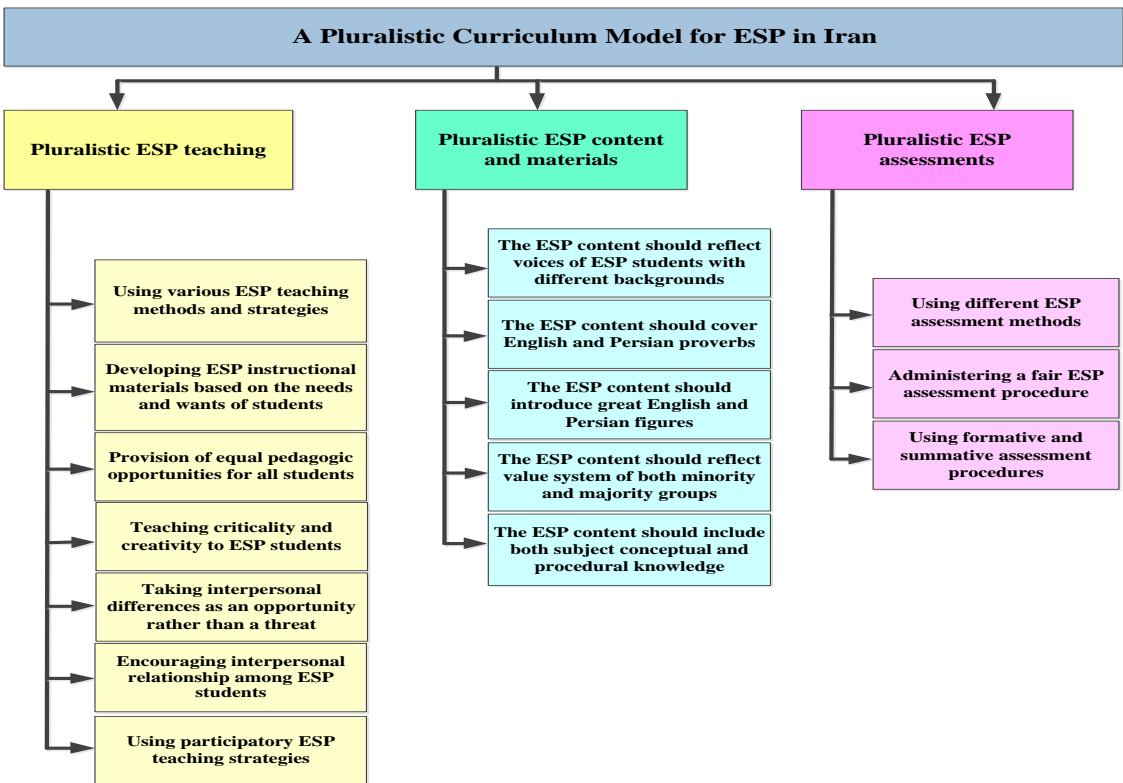 A Pluralistic Curriculum Model for ESP in Iran
Pluralistic ESP teaching
Using various ESP teaching
methods and strategies
Developing ESP instructional
materials based on the needs
and wants of students
Provision of equal pedagogic
opportunities for all students
Teaching criticality and
creativity to ESP students
Taking interpersonal
differences as an opportunity
rather than a threat
Encouraging interpersonal
relationship among ESP
students
Using participatory ESP
teaching strategies
Pluralistic ESP content
and materials
The ESP content should reflect
voices of ESP students with
different backgrounds
The ESP content should cover
English and Persian proverbs
The ESP content should
introduce great English and
Persian figures
The ESP content should reflect
value system of both minority
and majority groups
The ESP content should include
both subject conceptual and
procedural knowledge
Pluralistic ESP
assessments
Using different ESP
assessment methods
Administering a fair ESP
assessment procedure
Using formative and
summative assessment
procedures